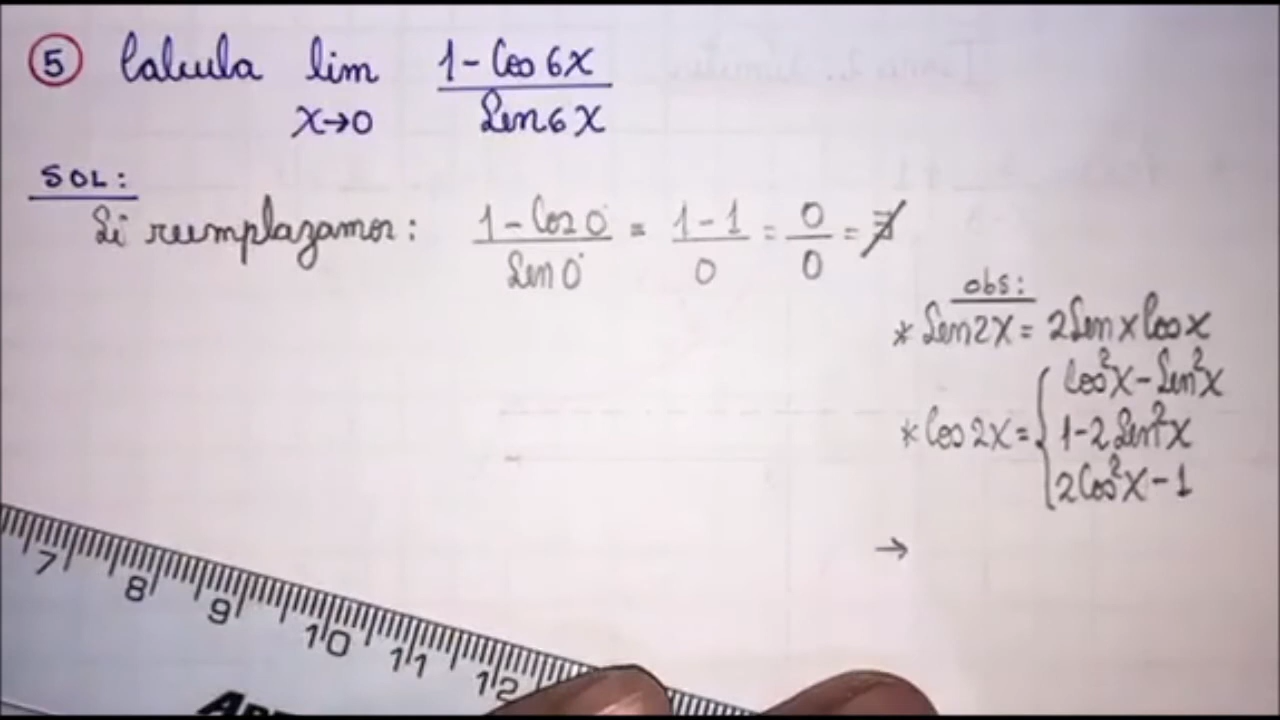 5 Calcula lim 1-Cos6x / Sen6x
x→0
SOL:
Si reemplazamos: 1-Cos0° / Sen0° = 1-1 / 0 = 0/0 = ∄
obs:
* Sen2x = 2Senx Cosx
* Cos2x = { Cos²x - Sen²x
1-2Sen²x
2Cos²x - 1
→
7 8 9 10 11 12